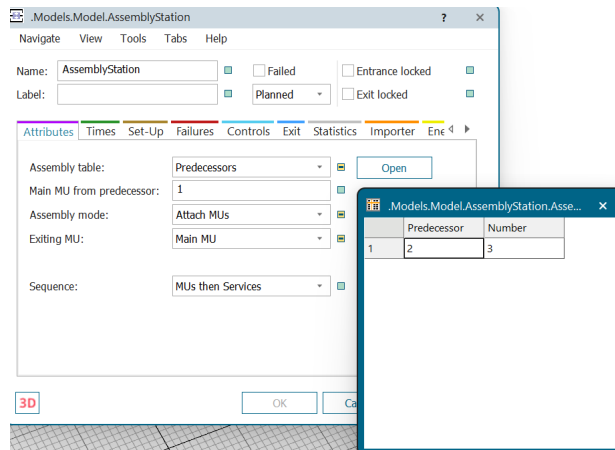 .Models.Model.AssemblyStation ? ×
Navigate View Tools Tabs Help
Name: AssemblyStation Failed Entrance locked
Label: Planned Exit locked
Attributes Times Set-Up Failures Controls Exit Statistics Importer Ene
Assembly table: Predecessors Open
Main MU from predecessor: 1
Assembly mode: Attach MUs
Exiting MU: Main MU
Sequence: MUs then Services
3D OK Ca
.Models.Model.AssemblyStation.Asse... ×
Predecessor Number
1 2 3